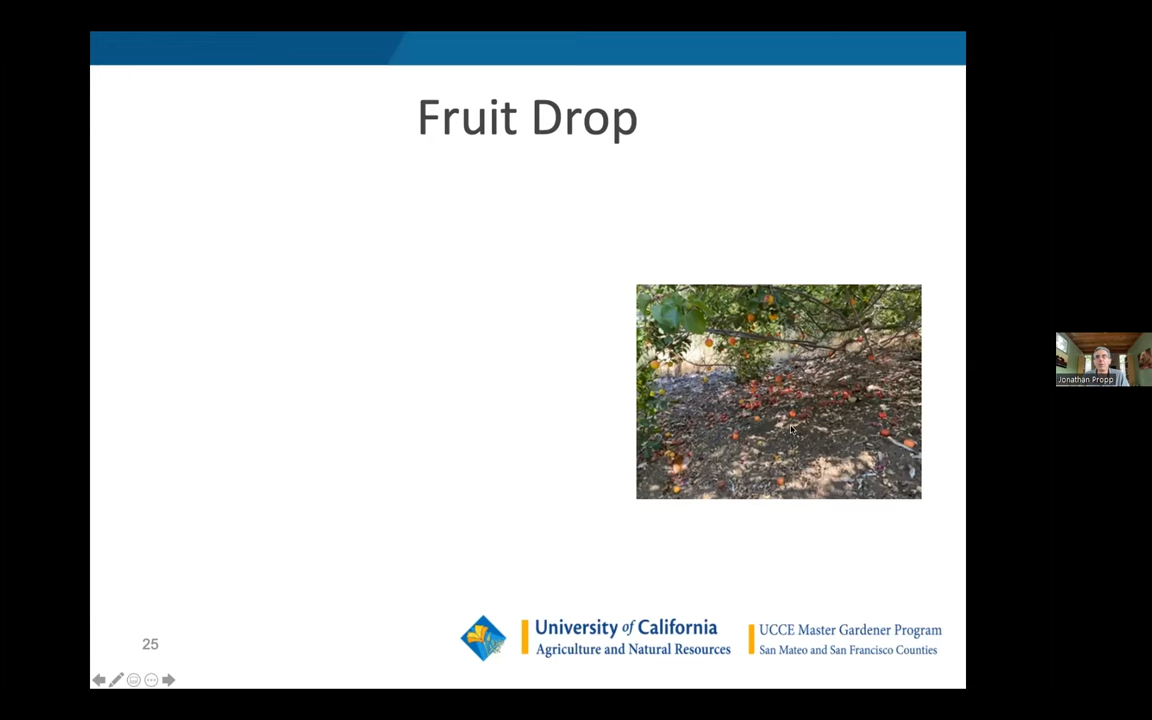 Fruit Drop
Jonathan Propp
University of California
Agriculture and Natural Resources
UCCE Master Gardener Program
San Mateo and San Francisco Counties
25